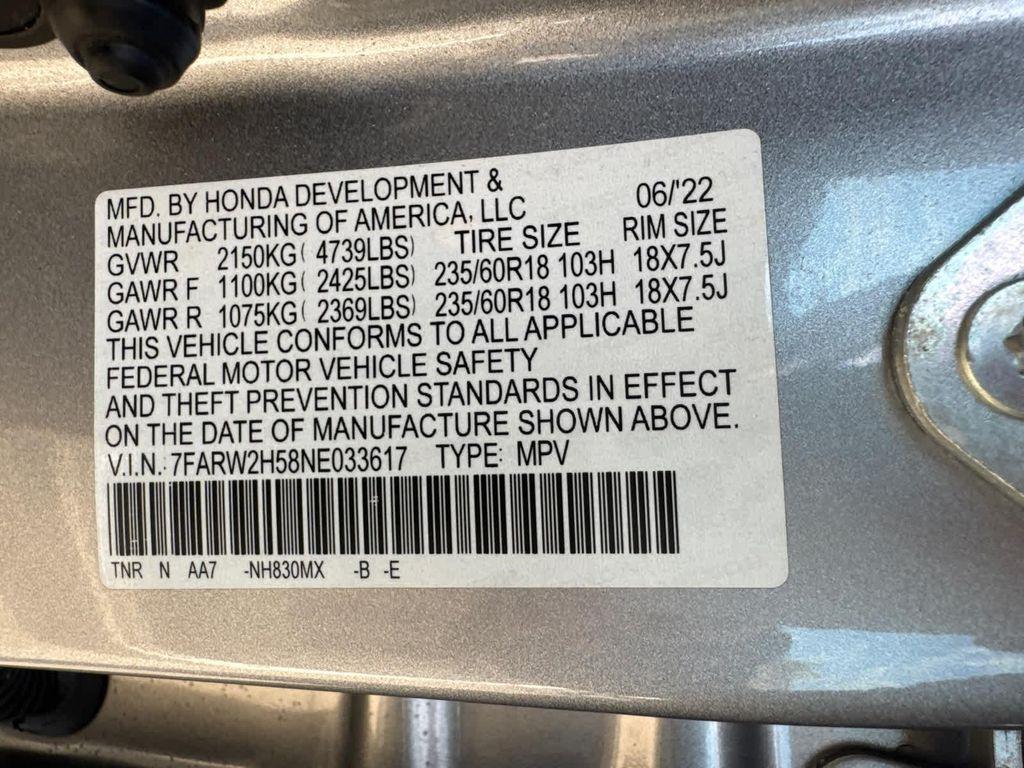 MFD. BY HONDA DEVELOPMENT &
MANUFACTURING OF AMERICA, LLC 06/'22
GVWR 2150KG( 4739LBS) TIRE SIZE RIM SIZE
GAWR F 1100KG( 2425LBS) 235/60R18 103H 18X7.5J
GAWR R 1075KG( 2369LBS) 235/60R18 103H 18X7.5J
THIS VEHICLE CONFORMS TO ALL APPLICABLE
FEDERAL MOTOR VEHICLE SAFETY
AND THEFT PREVENTION STANDARDS IN EFFECT
ON THE DATE OF MANUFACTURE SHOWN ABOVE.
V.I.N.: 7FARW2H58NE033617 TYPE: MPV
TNR N AA7 -NH830MX -B -E